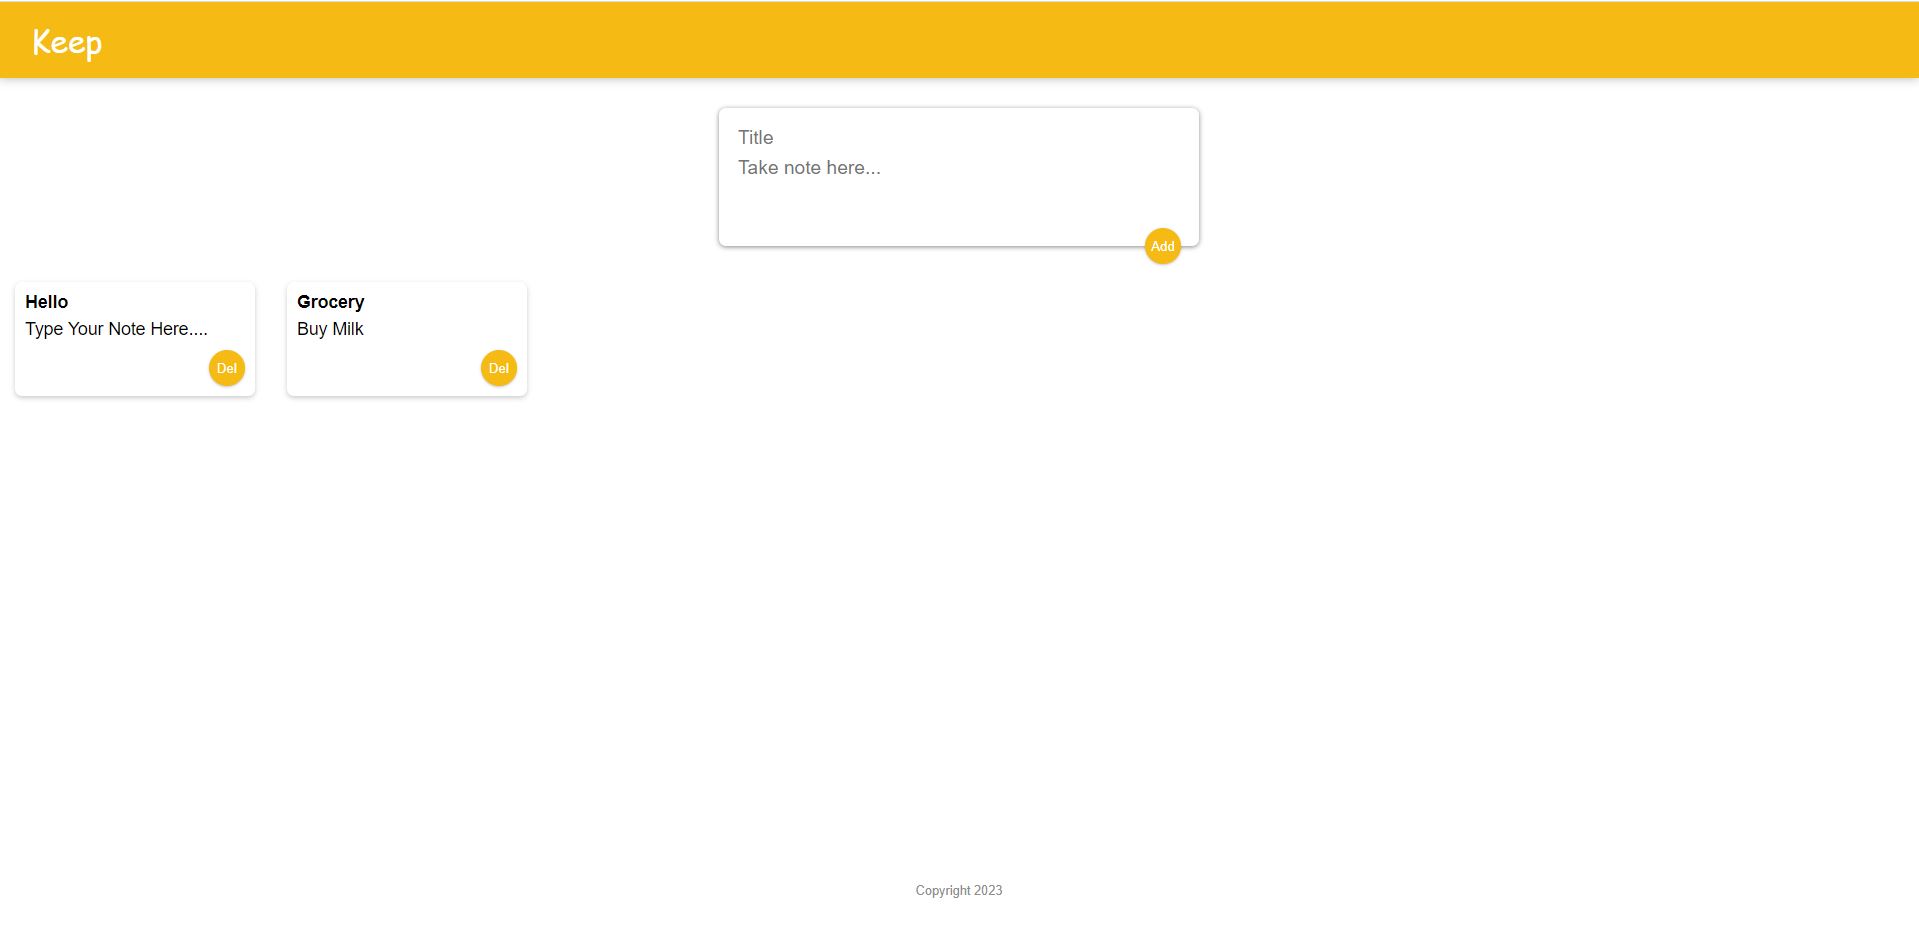 Keep
Title
Take note here...
Add
Hello
Type Your Note Here....
Del
Grocery
Buy Milk
Del
Copyright 2023